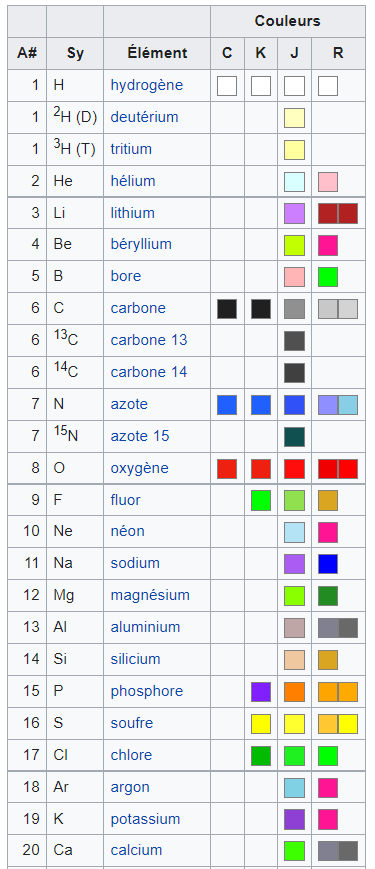 Couleurs
A# Sy Élément C K J R
1 H hydrogène
1 ²H (D) deutérium
1 ³H (T) tritium
2 He hélium
3 Li lithium
4 Be béryllium
5 B bore
6 C carbone
6 ¹³C carbone 13
6 ¹⁴C carbone 14
7 N azote
7 ¹⁵N azote 15
8 O oxygène
9 F fluor
10 Ne néon
11 Na sodium
12 Mg magnésium
13 Al aluminium
14 Si silicium
15 P phosphore
16 S soufre
17 Cl chlore
18 Ar argon
19 K potassium
20 Ca calcium